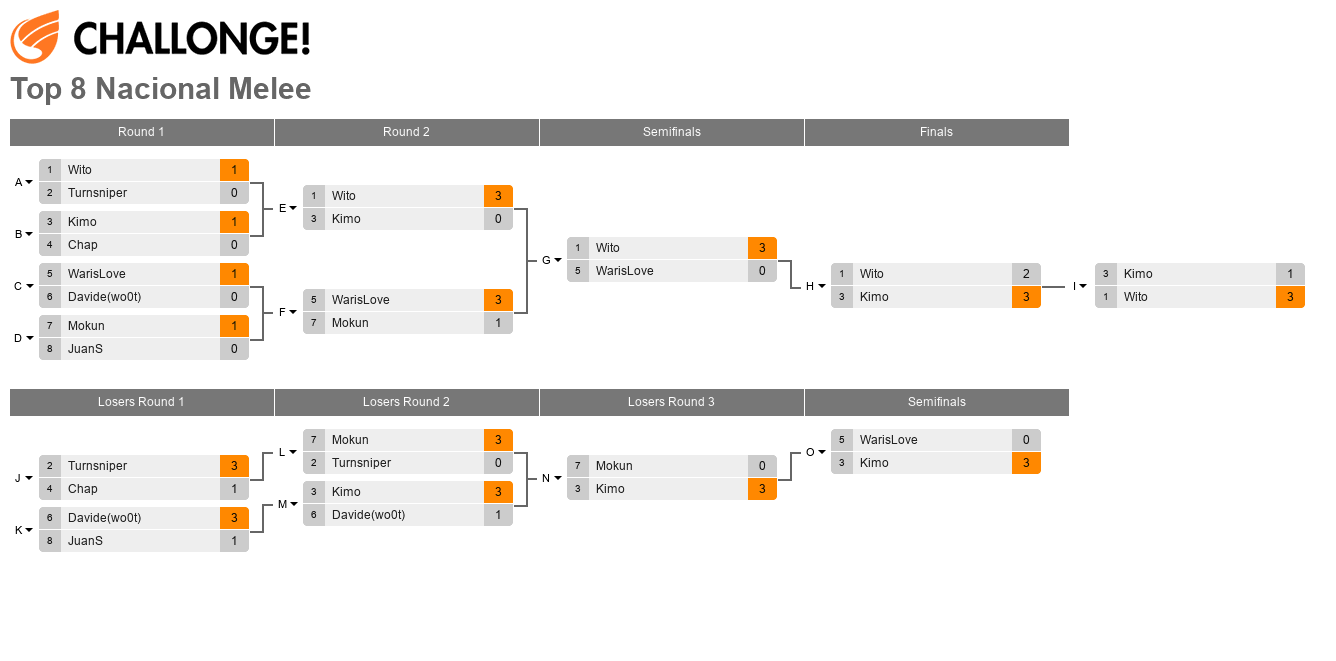 CHALLONGE!
Top 8 Nacional Melee
Round 1 Round 2 Semifinals Finals
A 1 Wito 1
2 Turnsniper 0
B 3 Kimo 1
4 Chap 0
C 5 WarisLove 1
6 Davide(wo0t) 0
D 7 Mokun 1
8 JuanS 0
E 1 Wito 3
3 Kimo 0
F 5 WarisLove 3
7 Mokun 1
G 1 Wito 3
5 WarisLove 0
H 1 Wito 2
3 Kimo 3
I 3 Kimo 1
1 Wito 3
Losers Round 1 Losers Round 2 Losers Round 3 Semifinals
J 2 Turnsniper 3
4 Chap 1
K 6 Davide(wo0t) 3
8 JuanS 1
L 7 Mokun 3
2 Turnsniper 0
M 3 Kimo 3
6 Davide(wo0t) 1
N 7 Mokun 0
3 Kimo 3
O 5 WarisLove 0
3 Kimo 3